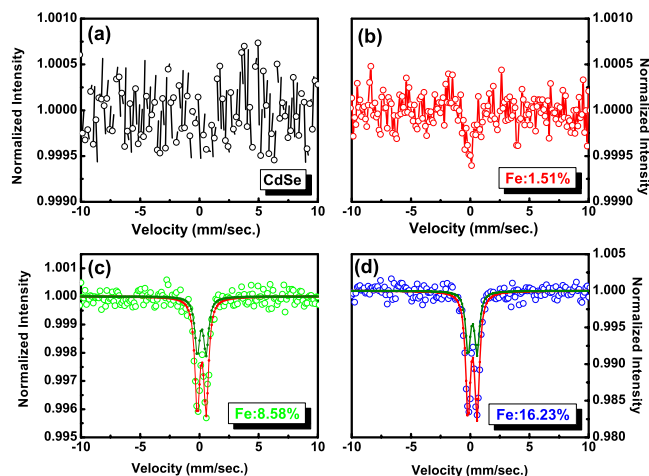 (a)
1.0010
1.0005
1.0000
0.9995
0.9990
Normalized Intensity
CdSe
-10 -5 0 5 10
Velocity (mm/sec.)
(b)
1.0010
1.0005
1.0000
0.9995
0.9990
Normalized Intensity
Fe:1.51%
-10 -5 0 5 10
Velocity (mm/sec.)
(c)
1.001
1.000
0.999
0.998
0.997
0.996
0.995
Normalized Intensity
Fe:8.58%
-10 -5 0 5 10
Velocity (mm/sec.)
(d)
1.005
1.000
0.995
0.990
0.985
0.980
Normalized Intensity
Fe:16.23%
-10 -5 0 5 10
Velocity (mm/sec.)